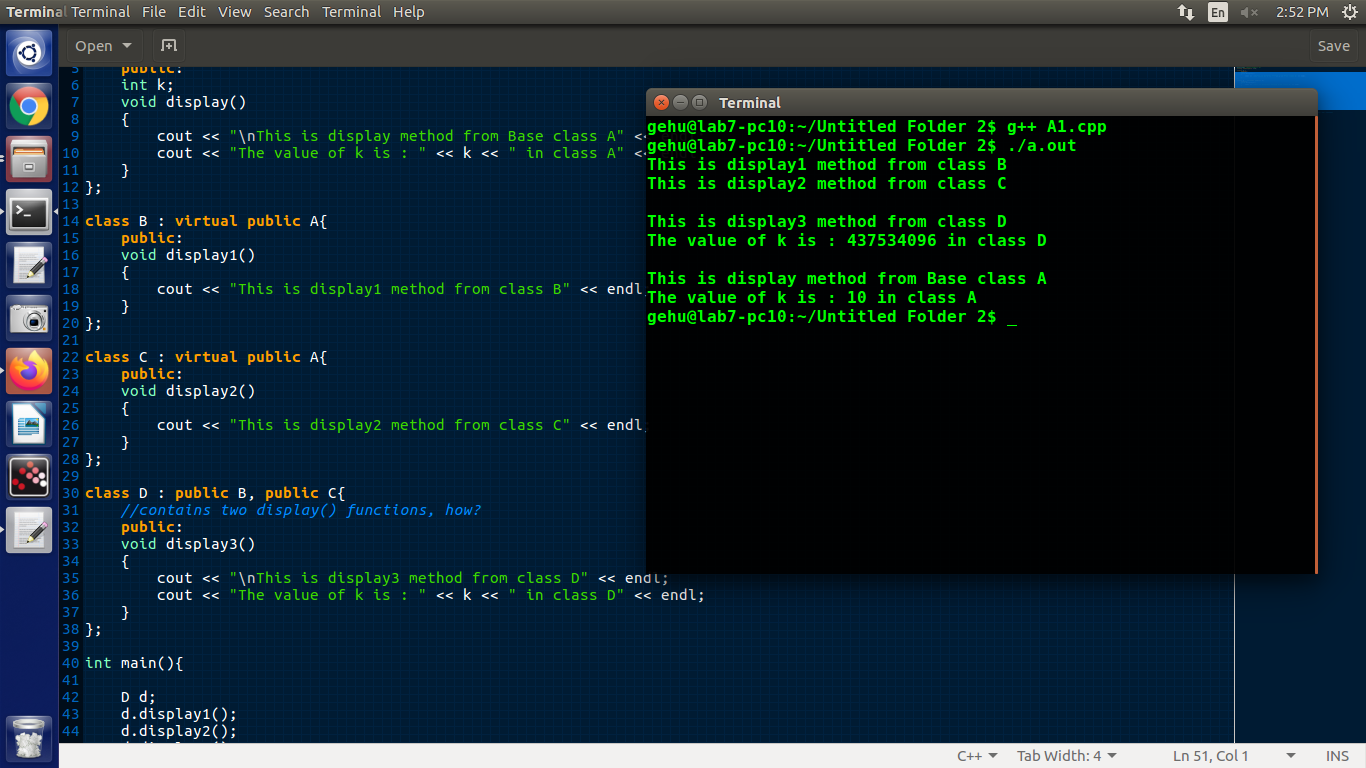 Terminal Terminal File Edit View Search Terminal Help En 2:52 PM
Open Save
5 public:
6 int k;
7 void display()
8 {
9 cout << "\nThis is display method from Base class A" <
10 cout << "The value of k is : " << k << " in class A" <
11 }
12 };
13
14 class B : virtual public A{
15 public:
16 void display1()
17 {
18 cout << "This is display1 method from class B" << endl
19 }
20 };
21
22 class C : virtual public A{
23 public:
24 void display2()
25 {
26 cout << "This is display2 method from class C" << endl;
27 }
28 };
29
30 class D : public B, public C{
31 //contains two display() functions, how?
32 public:
33 void display3()
34 {
35 cout << "\nThis is display3 method from class D" << endl;
36 cout << "The value of k is : " << k << " in class D" << endl;
37 }
38 };
39
40 int main(){
41
42 D d;
43 d.display1();
44 d.display2();
Terminal
gehu@lab7-pc10:~/Untitled Folder 2$ g++ A1.cpp
gehu@lab7-pc10:~/Untitled Folder 2$ ./a.out
This is display1 method from class B
This is display2 method from class C
This is display3 method from class D
The value of k is : 437534096 in class D
This is display method from Base class A
The value of k is : 10 in class A
gehu@lab7-pc10:~/Untitled Folder 2$ _
C++ Tab Width: 4 Ln 51, Col 1 INS